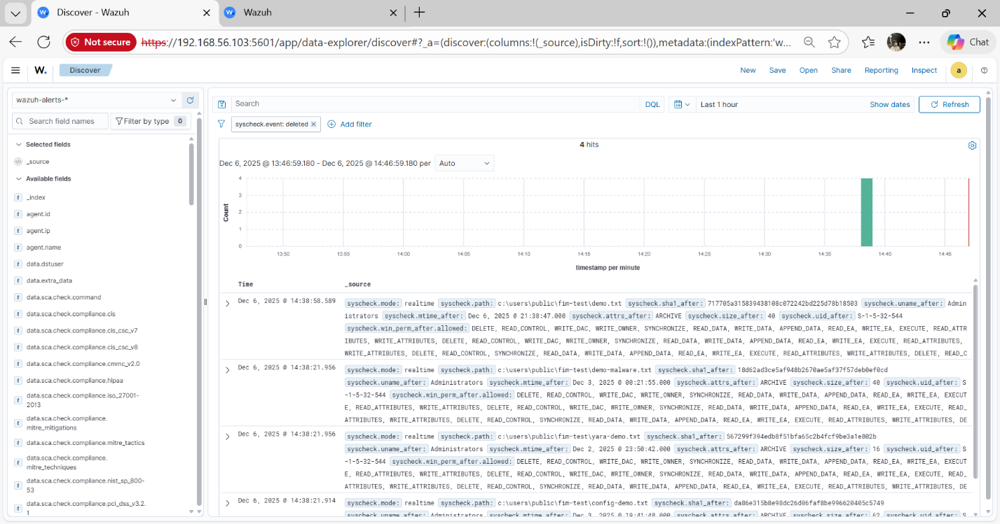 Discover - Wazuh
Wazuh
Not secure https://192.168.56.103:5601/app/data-explorer/discover#?_a=(discover:(columns:!(_source),isDirty:!f,sort:!()),metadata:(indexPattern:'w...
Chat
W. Discover New Save Open Share Reporting Inspect a
wazuh-alerts-*
Search DQL Last 1 hour Show dates Refresh
Search field names Filter by type 0
syscheck.event: deleted Add filter
Selected fields
_source
Available fields
_index
agent.id
agent.ip
agent.name
data.dstuser
data.extra_data
data.sca.check.command
data.sca.check.compliance.cis
data.sca.check.compliance.cis_csc_v7
data.sca.check.compliance.cis_csc_v8
data.sca.check.compliance.cmmc_v2.0
data.sca.check.compliance.hipaa
data.sca.check.compliance.iso_27001-
2013
data.sca.check.compliance.
mitre_mitigations
data.sca.check.compliance.mitre_tactics
data.sca.check.compliance.
mitre_techniques
data.sca.check.compliance.nist_sp_800-
53
data.sca.check.compliance.pci_dss_v3.2.
1
4 hits
Dec 6, 2025 @ 13:46:59.180 - Dec 6, 2025 @ 14:46:59.180 per Auto
4
3
2
1
0
Count
13:50 13:55 14:00 14:05 14:10 14:15 14:20 14:25 14:30 14:35 14:40 14:45
timestamp per minute
Time _source
Dec 6, 2025 @ 14:38:58.589 syscheck.mode: realtime syscheck.path: c:\users\public\fim-test\demo.txt syscheck.sha1_after: 717705a315839438108c072242bd225d78b18503 syscheck.uname_after: Admin
istrators syscheck.mtime_after: Dec 6, 2025 @ 21:38:47.000 syscheck.attrs_after: ARCHIVE syscheck.size_after: 40 syscheck.uid_after: S-1-5-32-544
syscheck.win_perm_after.allowed: DELETE, READ_CONTROL, WRITE_DAC, WRITE_OWNER, SYNCHRONIZE, READ_DATA, WRITE_DATA, APPEND_DATA, READ_EA, WRITE_EA, EXECUTE, READ_ATTR
IBUTES, WRITE_ATTRIBUTES, DELETE, READ_CONTROL, WRITE_DAC, WRITE_OWNER, SYNCHRONIZE, READ_DATA, WRITE_DATA, APPEND_DATA, READ_EA, WRITE_EA, EXECUTE, READ_ATTRIBUTES,
WRITE_ATTRIBUTES, DELETE, READ_CONTROL, SYNCHRONIZE, READ_DATA, WRITE_DATA, APPEND_DATA, READ_EA, WRITE_EA, EXECUTE, READ_ATTRIBUTES, WRITE_ATTRIBUTES, DELETE, READ_C
Dec 6, 2025 @ 14:38:21.956 syscheck.mode: realtime syscheck.path: c:\users\public\fim-test\demo-malware.txt syscheck.sha1_after: 18d62ad3ce5af948b2670ae5af37f57deb0ef0cd
syscheck.uname_after: Administrators syscheck.mtime_after: Dec 3, 2025 @ 00:21:55.000 syscheck.attrs_after: ARCHIVE syscheck.size_after: 40 syscheck.uid_after: S
-1-5-32-544 syscheck.win_perm_after.allowed: DELETE, READ_CONTROL, WRITE_DAC, WRITE_OWNER, SYNCHRONIZE, READ_DATA, WRITE_DATA, APPEND_DATA, READ_EA, WRITE_EA, EXECUT
E, READ_ATTRIBUTES, WRITE_ATTRIBUTES, DELETE, READ_CONTROL, WRITE_DAC, WRITE_OWNER, SYNCHRONIZE, READ_DATA, WRITE_DATA, APPEND_DATA, READ_EA, WRITE_EA, EXECUTE, READ_
ATTRIBUTES, WRITE_ATTRIBUTES, DELETE, READ_CONTROL, SYNCHRONIZE, READ_DATA, WRITE_DATA, APPEND_DATA, READ_EA, WRITE_EA, EXECUTE, READ_ATTRIBUTES, WRITE_ATTRIBUTES, DE
Dec 6, 2025 @ 14:38:21.956 syscheck.mode: realtime syscheck.path: c:\users\public\fim-test\yara-demo.txt syscheck.sha1_after: 567299f394edb8f51bfa65c2b4fcf9be3a1e802b
syscheck.uname_after: Administrators syscheck.mtime_after: Dec 2, 2025 @ 23:50:42.000 syscheck.attrs_after: ARCHIVE syscheck.size_after: 16 syscheck.uid_after: S
-1-5-32-544 syscheck.win_perm_after.allowed: DELETE, READ_CONTROL, WRITE_DAC, WRITE_OWNER, SYNCHRONIZE, READ_DATA, WRITE_DATA, APPEND_DATA, READ_EA, WRITE_EA, EXECUT
E, READ_ATTRIBUTES, WRITE_ATTRIBUTES, DELETE, READ_CONTROL, WRITE_DAC, WRITE_OWNER, SYNCHRONIZE, READ_DATA, WRITE_DATA, APPEND_DATA, READ_EA, WRITE_EA, EXECUTE, READ_
ATTRIBUTES, WRITE_ATTRIBUTES, DELETE, READ_CONTROL, SYNCHRONIZE, READ_DATA, WRITE_DATA, APPEND_DATA, READ_EA, WRITE_EA, EXECUTE, READ_ATTRIBUTES, WRITE_ATTRIBUTES, DE
Dec 6, 2025 @ 14:38:21.914 syscheck.mode: realtime syscheck.path: c:\users\public\fim-test\config-demo.txt syscheck.sha1_after: da86e315b8e98dc26d06faf8be996620405c5749
syscheck.uname_after: Administrators syscheck.mtime_after: Dec 3, 2025 @ 19:41:48.000 syscheck.attrs_after: ARCHIVE syscheck.size_after: 62 syscheck.uid_after: S